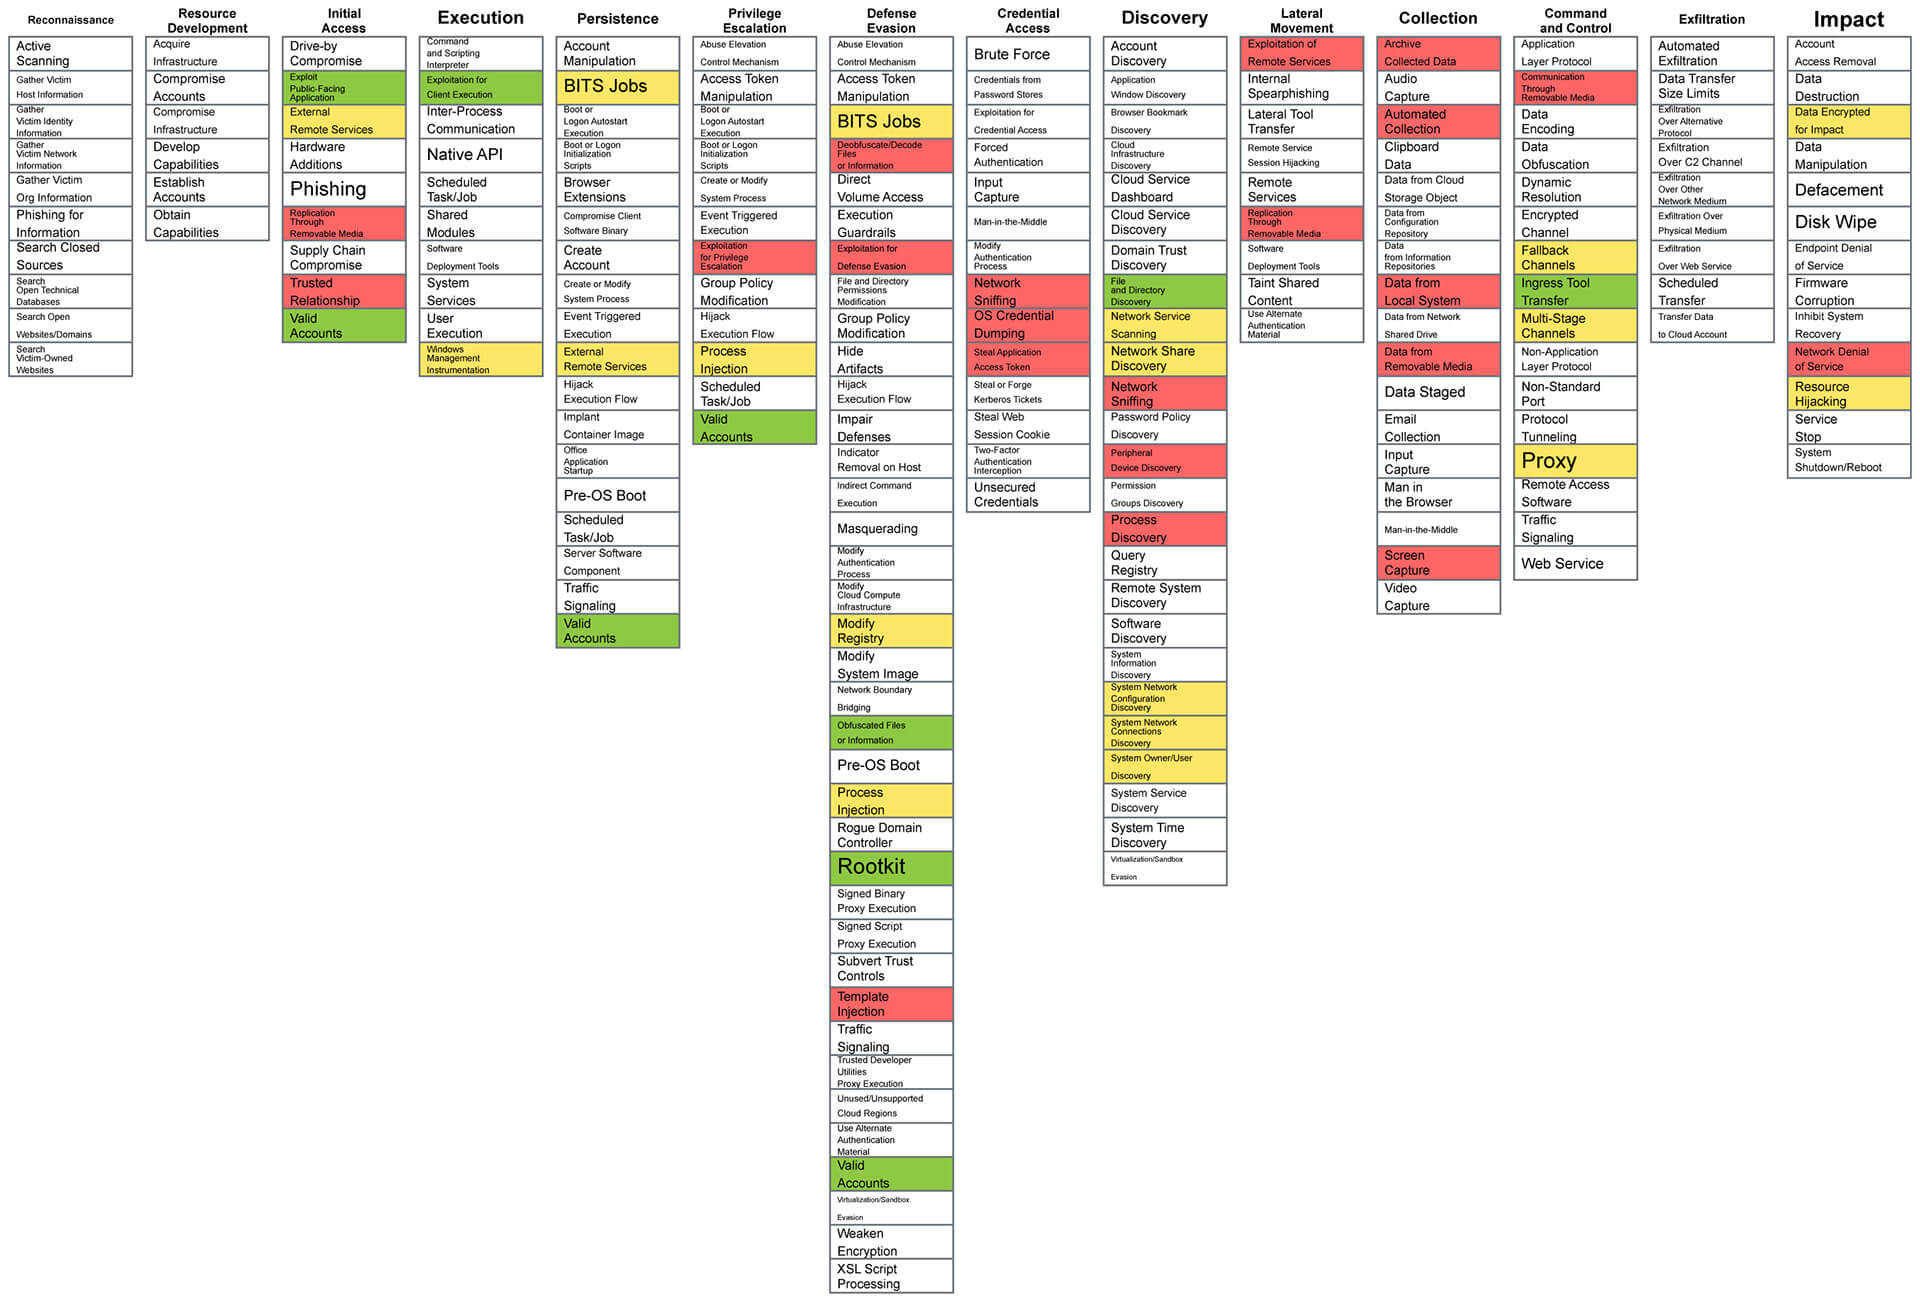 Reconnaissance
Active
Scanning
Gather Victim
Host Information
Gather
Victim Identity
Information
Gather
Victim Network
Information
Gather Victim
Org Information
Phishing for
Information
Search Closed
Sources
Search
Open Technical
Databases
Search Open
Websites/Domains
Search
Victim-Owned
Websites
Resource
Development
Acquire
Infrastructure
Compromise
Accounts
Compromise
Infrastructure
Develop
Capabilities
Establish
Accounts
Obtain
Capabilities
Initial
Access
Drive-by
Compromise
Exploit
Public-Facing
Application
External
Remote Services
Hardware
Additions
Phishing
Replication
Through
Removable Media
Supply Chain
Compromise
Trusted
Relationship
Valid
Accounts
Execution
Command
and Scripting
Interpreter
Exploitation for
Client Execution
Inter-Process
Communication
Native API
Scheduled
Task/Job
Shared
Modules
Software
Deployment Tools
System
Services
User
Execution
Windows
Management
Instrumentation
Persistence
Account
Manipulation
BITS Jobs
Boot or
Logon Autostart
Execution
Boot or Logon
Initialization
Scripts
Browser
Extensions
Compromise Client
Software Binary
Create
Account
Create or Modify
System Process
Event Triggered
Execution
External
Remote Services
Hijack
Execution Flow
Implant
Container Image
Office
Application
Startup
Pre-OS Boot
Scheduled
Task/Job
Server Software
Component
Traffic
Signaling
Valid
Accounts
Privilege
Escalation
Abuse Elevation
Control Mechanism
Access Token
Manipulation
Boot or
Logon Autostart
Execution
Boot or Logon
Initialization
Scripts
Create or Modify
System Process
Event Triggered
Execution
Exploitation
for Privilege
Escalation
Group Policy
Modification
Hijack
Execution Flow
Process
Injection
Scheduled
Task/Job
Valid
Accounts
Defense
Evasion
Abuse Elevation
Control Mechanism
Access Token
Manipulation
BITS Jobs
Deobfuscate/Decode
Files
or Information
Direct
Volume Access
Execution
Guardrails
Exploitation for
Defense Evasion
File and Directory
Permissions
Modification
Group Policy
Modification
Hide
Artifacts
Hijack
Execution Flow
Impair
Defenses
Indicator
Removal on Host
Indirect Command
Execution
Masquerading
Modify
Authentication
Process
Modify
Cloud Compute
Infrastructure
Modify
Registry
Modify
System Image
Network Boundary
Bridging
Obfuscated Files
or Information
Pre-OS Boot
Process
Injection
Rogue Domain
Controller
Rootkit
Signed Binary
Proxy Execution
Signed Script
Proxy Execution
Subvert Trust
Controls
Template
Injection
Traffic
Signaling
Trusted Developer
Utilities
Proxy Execution
Unused/Unsupported
Cloud Regions
Use Alternate
Authentication
Material
Valid
Accounts
Virtualization/Sandbox
Evasion
Weaken
Encryption
XSL Script
Processing
Credential
Access
Brute Force
Credentials from
Password Stores
Exploitation for
Credential Access
Forced
Authentication
Input
Capture
Man-in-the-Middle
Modify
Authentication
Process
Network
Sniffing
OS Credential
Dumping
Steal Application
Access Token
Steal or Forge
Kerberos Tickets
Steal Web
Session Cookie
Two-Factor
Authentication
Interception
Unsecured
Credentials
Discovery
Account
Discovery
Application
Window Discovery
Browser Bookmark
Discovery
Cloud
Infrastructure
Discovery
Cloud Service
Dashboard
Cloud Service
Discovery
Domain Trust
Discovery
File
and Directory
Discovery
Network Service
Scanning
Network Share
Discovery
Network
Sniffing
Password Policy
Discovery
Peripheral
Device Discovery
Permission
Groups Discovery
Process
Discovery
Query
Registry
Remote System
Discovery
Software
Discovery
System
Information
Discovery
System Network
Configuration
Discovery
System Network
Connections
Discovery
System Owner/User
Discovery
System Service
Discovery
System Time
Discovery
Virtualization/Sandbox
Evasion
Lateral
Movement
Exploitation of
Remote Services
Internal
Spearphishing
Lateral Tool
Transfer
Remote Service
Session Hijacking
Remote
Services
Replication
Through
Removable Media
Software
Deployment Tools
Taint Shared
Content
Use Alternate
Authentication
Material
Collection
Archive
Collected Data
Audio
Capture
Automated
Collection
Clipboard
Data
Data from Cloud
Storage Object
Data from
Configuration
Repository
Data
from Information
Repositories
Data from
Local System
Data from Network
Shared Drive
Data from
Removable Media
Data Staged
Email
Collection
Input
Capture
Man in
the Browser
Man-in-the-Middle
Screen
Capture
Video
Capture
Command
and Control
Application
Layer Protocol
Communication
Through
Removable Media
Data
Encoding
Data
Obfuscation
Dynamic
Resolution
Encrypted
Channel
Fallback
Channels
Ingress Tool
Transfer
Multi-Stage
Channels
Non-Application
Layer Protocol
Non-Standard
Port
Protocol
Tunneling
Proxy
Remote Access
Software
Traffic
Signaling
Web Service
Exfiltration
Automated
Exfiltration
Data Transfer
Size Limits
Exfiltration
Over Alternative
Protocol
Exfiltration
Over C2 Channel
Exfiltration
Over Other
Network Medium
Exfiltration Over
Physical Medium
Exfiltration
Over Web Service
Scheduled
Transfer
Transfer Data
to Cloud Account
Impact
Account
Access Removal
Data
Destruction
Data Encrypted
for Impact
Data
Manipulation
Defacement
Disk Wipe
Endpoint Denial
of Service
Firmware
Corruption
Inhibit System
Recovery
Network Denial
of Service
Resource
Hijacking
Service
Stop
System
Shutdown/Reboot